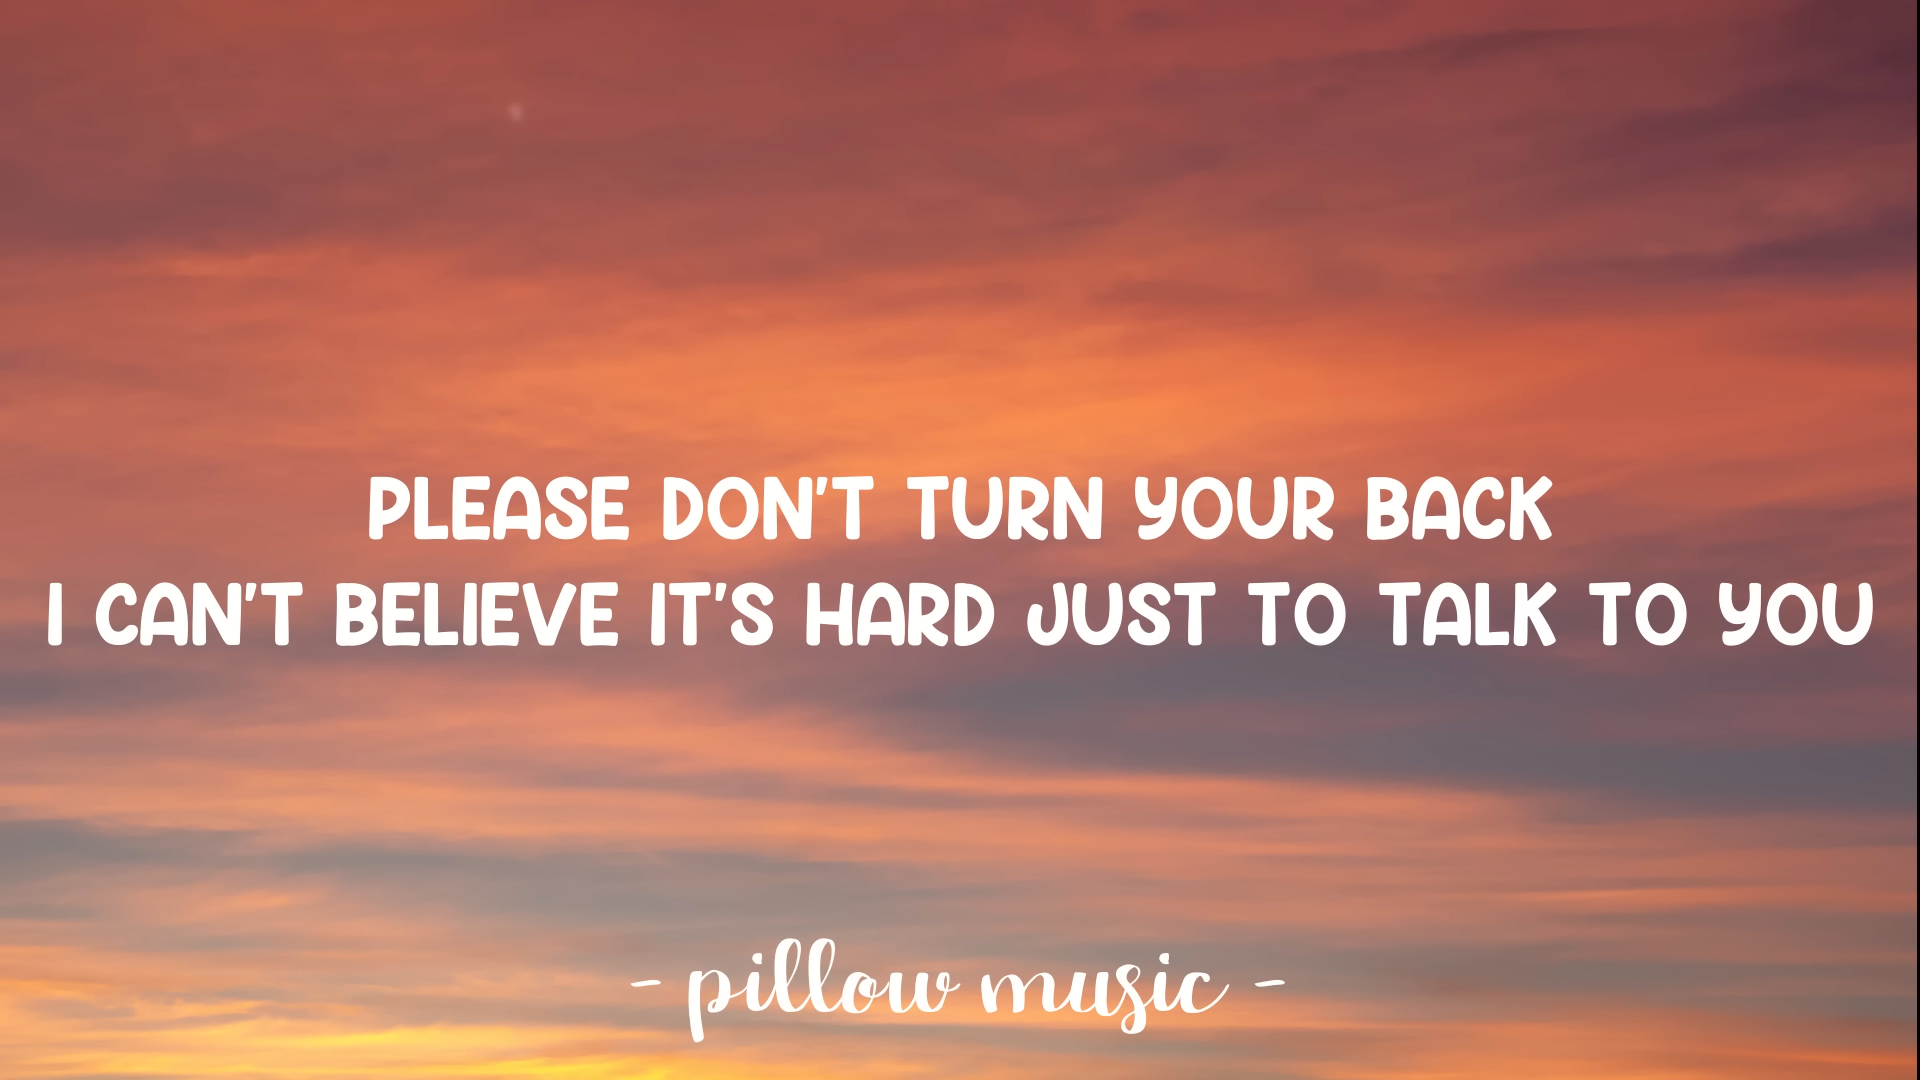 PLEASE DON'T TURN YOUR BACK
I CAN'T BELIEVE IT'S HARD JUST TO TALK TO YOU
- pillow music -